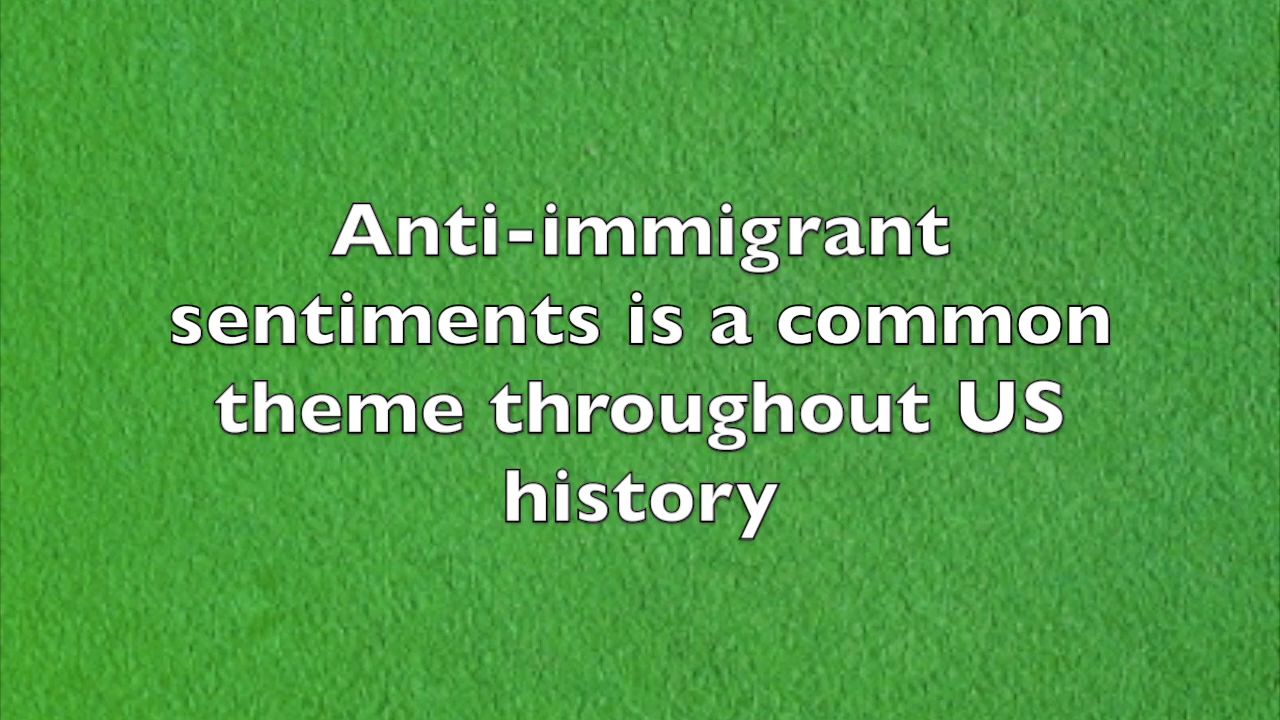 Anti-immigrant
sentiments is a common
theme throughout US
history